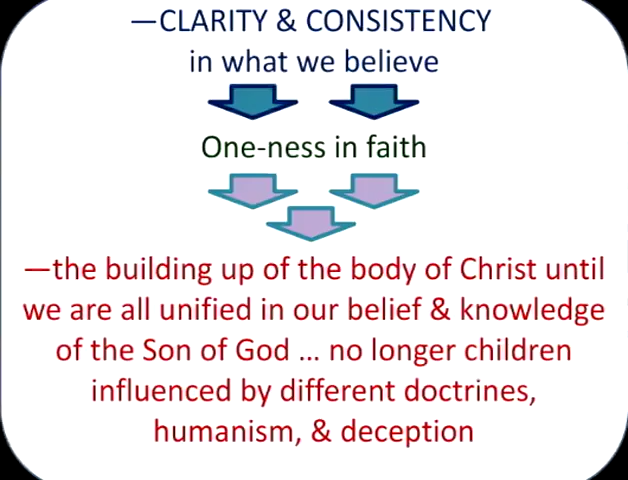 —CLARITY & CONSISTENCY
in what we believe
One-ness in faith
—the building up of the body of Christ until
we are all unified in our belief & knowledge
of the Son of God ... no longer children
influenced by different doctrines,
humanism, & deception